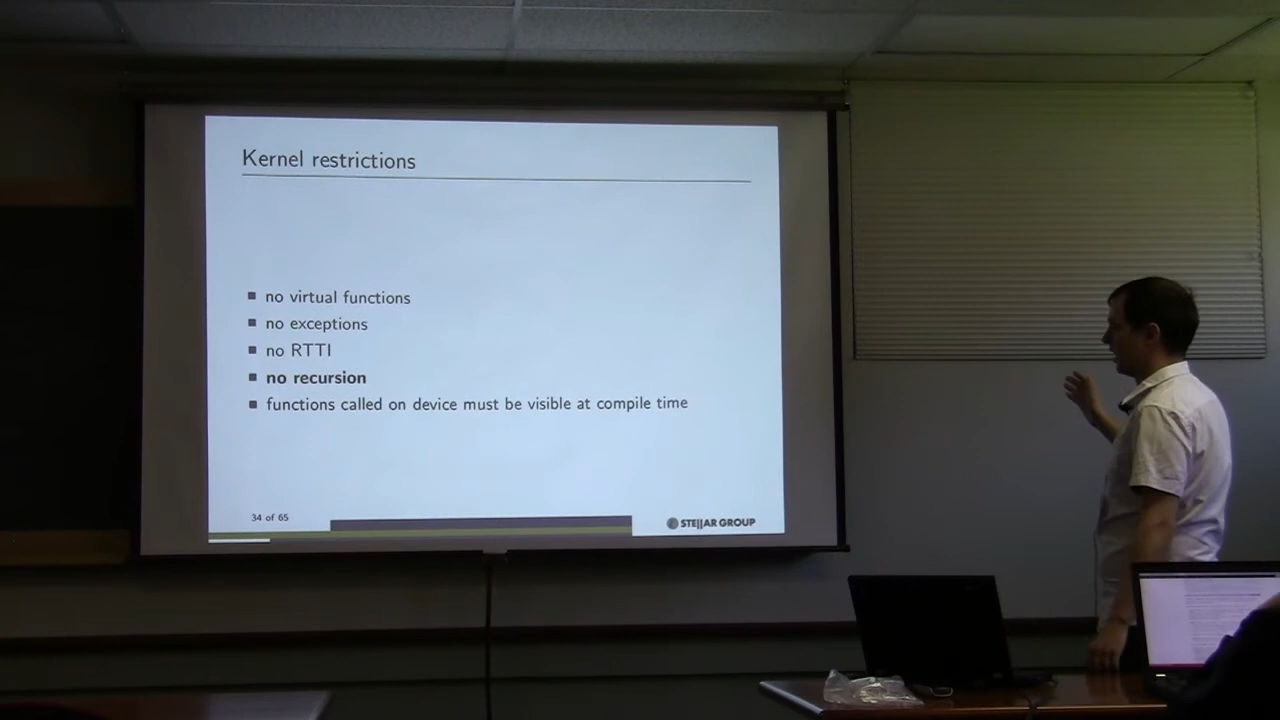 Kernel restrictions
no virtual functions
no exceptions
no RTTI
no recursion
functions called on device must be visible at compile time
34 of 65
STE||AR GROUP